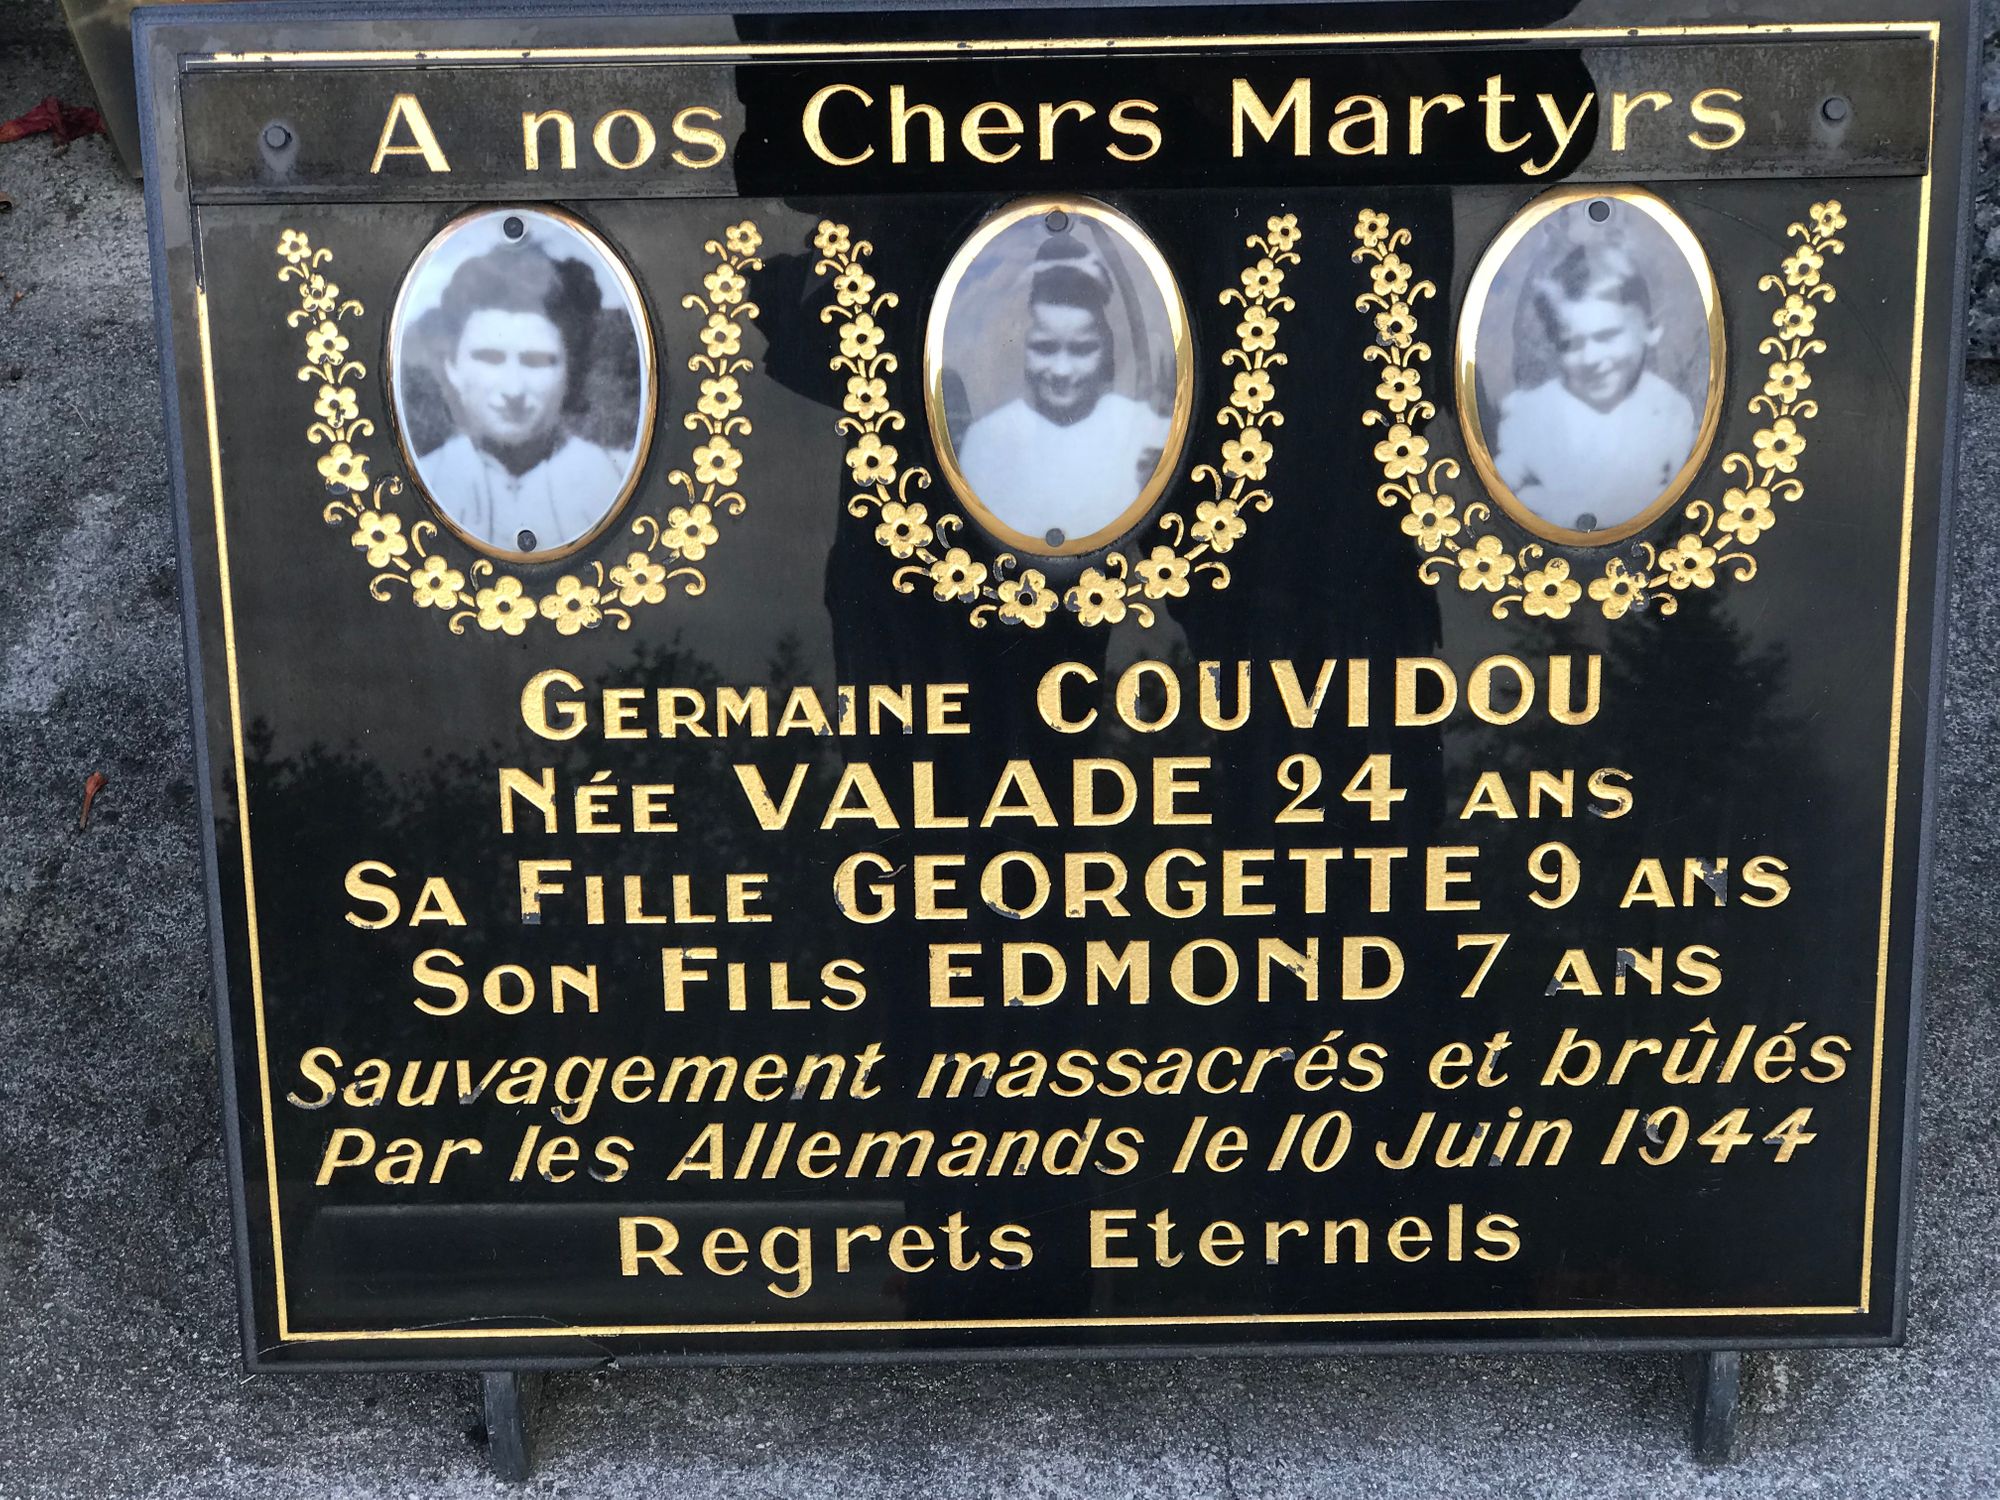 A nos Chers Martyrs
GERMAINE COUVIDOU
NÉE VALADE 24 ANS
SA FILLE GEORGETTE 9 ANS
SON FILS EDMOND 7 ANS
Sauvagement massacrés et brûlés
Par les Allemands le 10 Juin 1944
Regrets Eternels